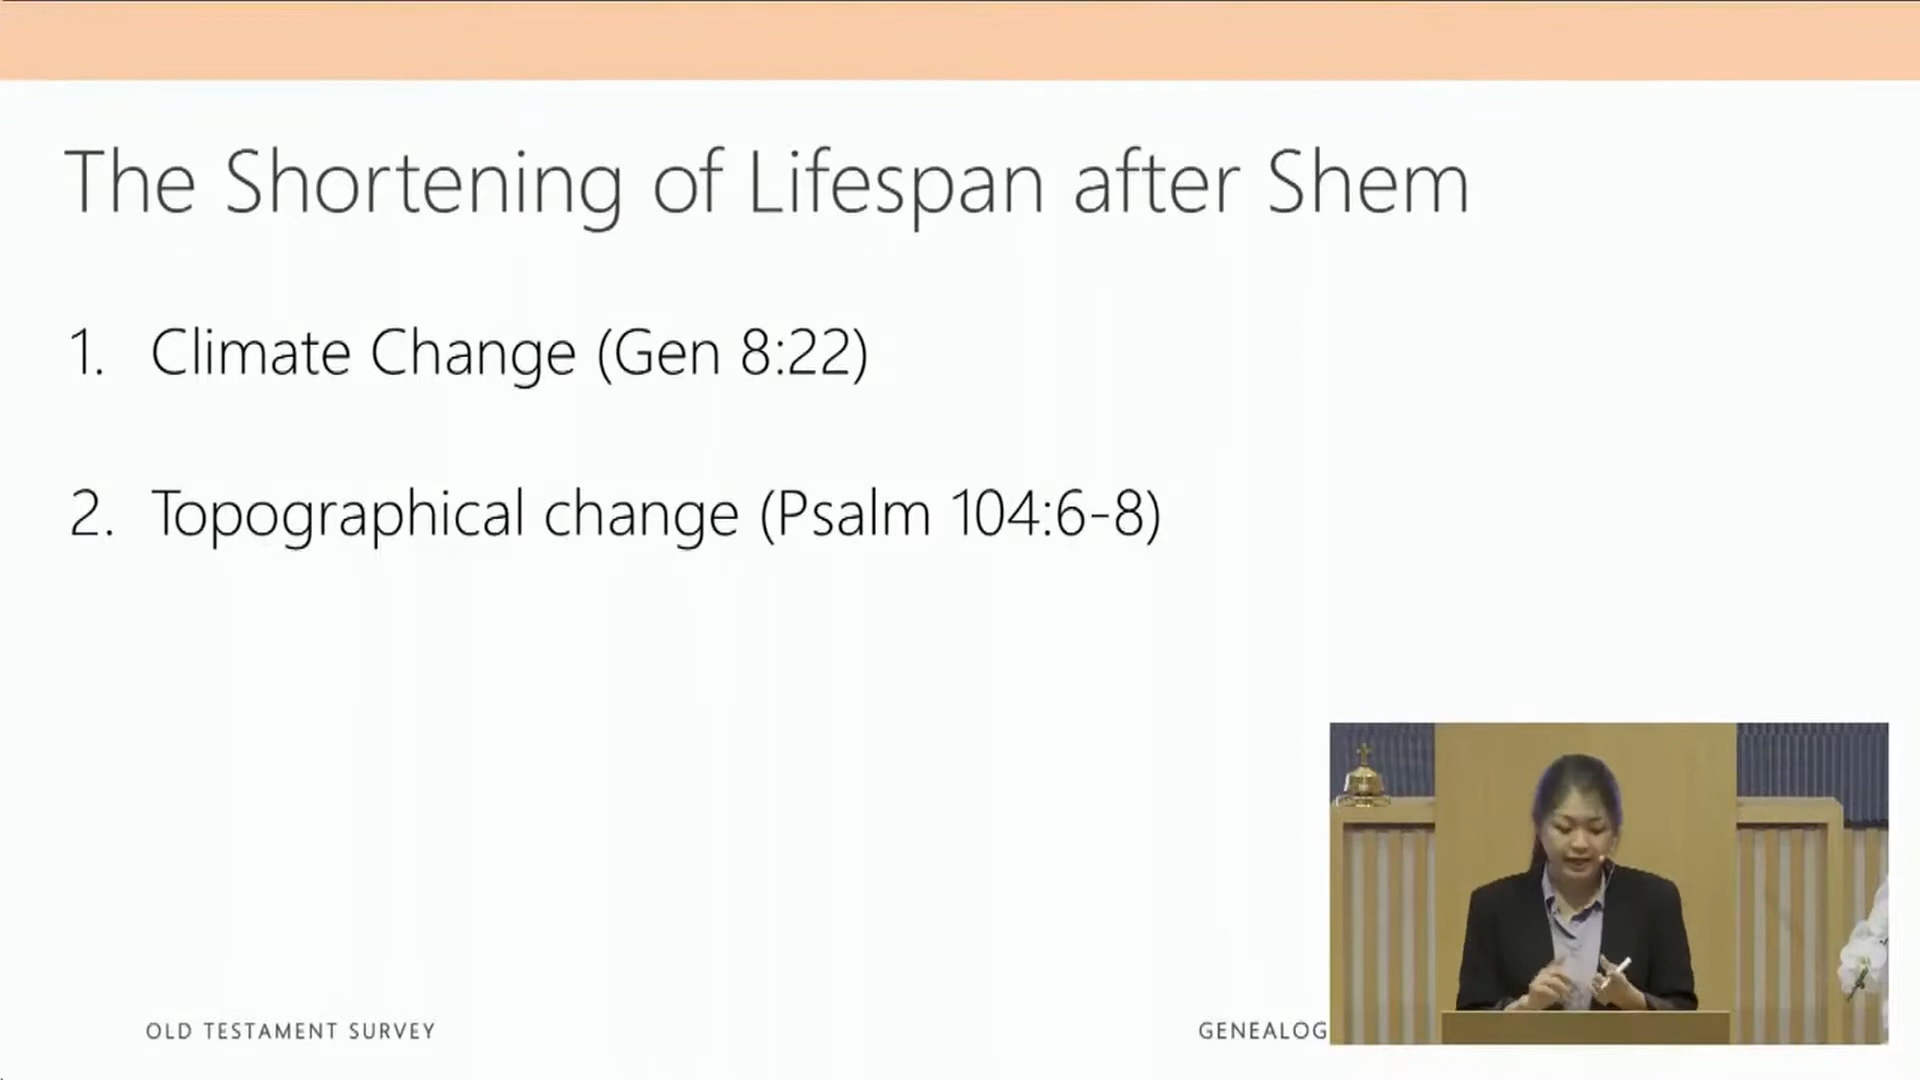 The Shortening of Lifespan after Shem
1. Climate Change (Gen 8:22)
2. Topographical change (Psalm 104:6-8)
OLD TESTAMENT SURVEY
GENEALOG